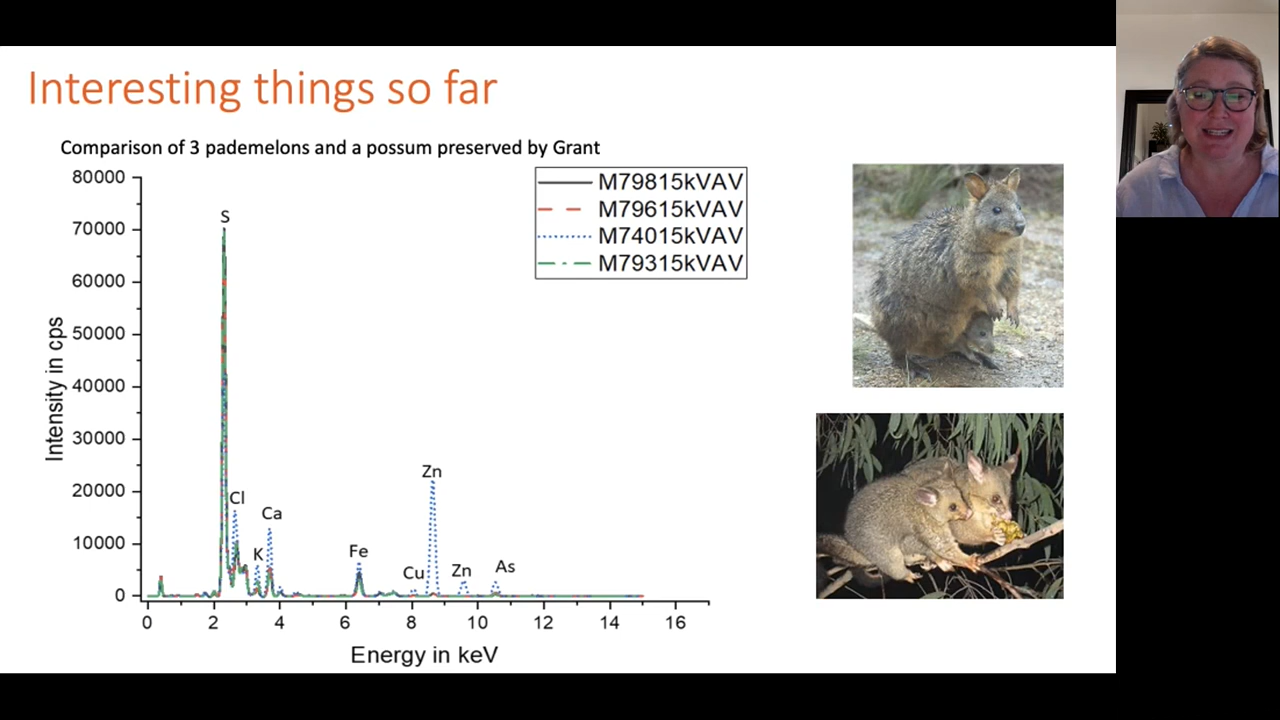 Interesting things so far
Comparison of 3 pademelons and a possum preserved by Grant
80000
70000
60000
50000
40000
30000
20000
10000
0
Intensity in cps
S
Cl
K
Ca
Fe
Cu
Zn
Zn
As
M79815kVAV
M79615kVAV
M74015kVAV
M79315kVAV
0 2 4 6 8 10 12 14 16
Energy in keV